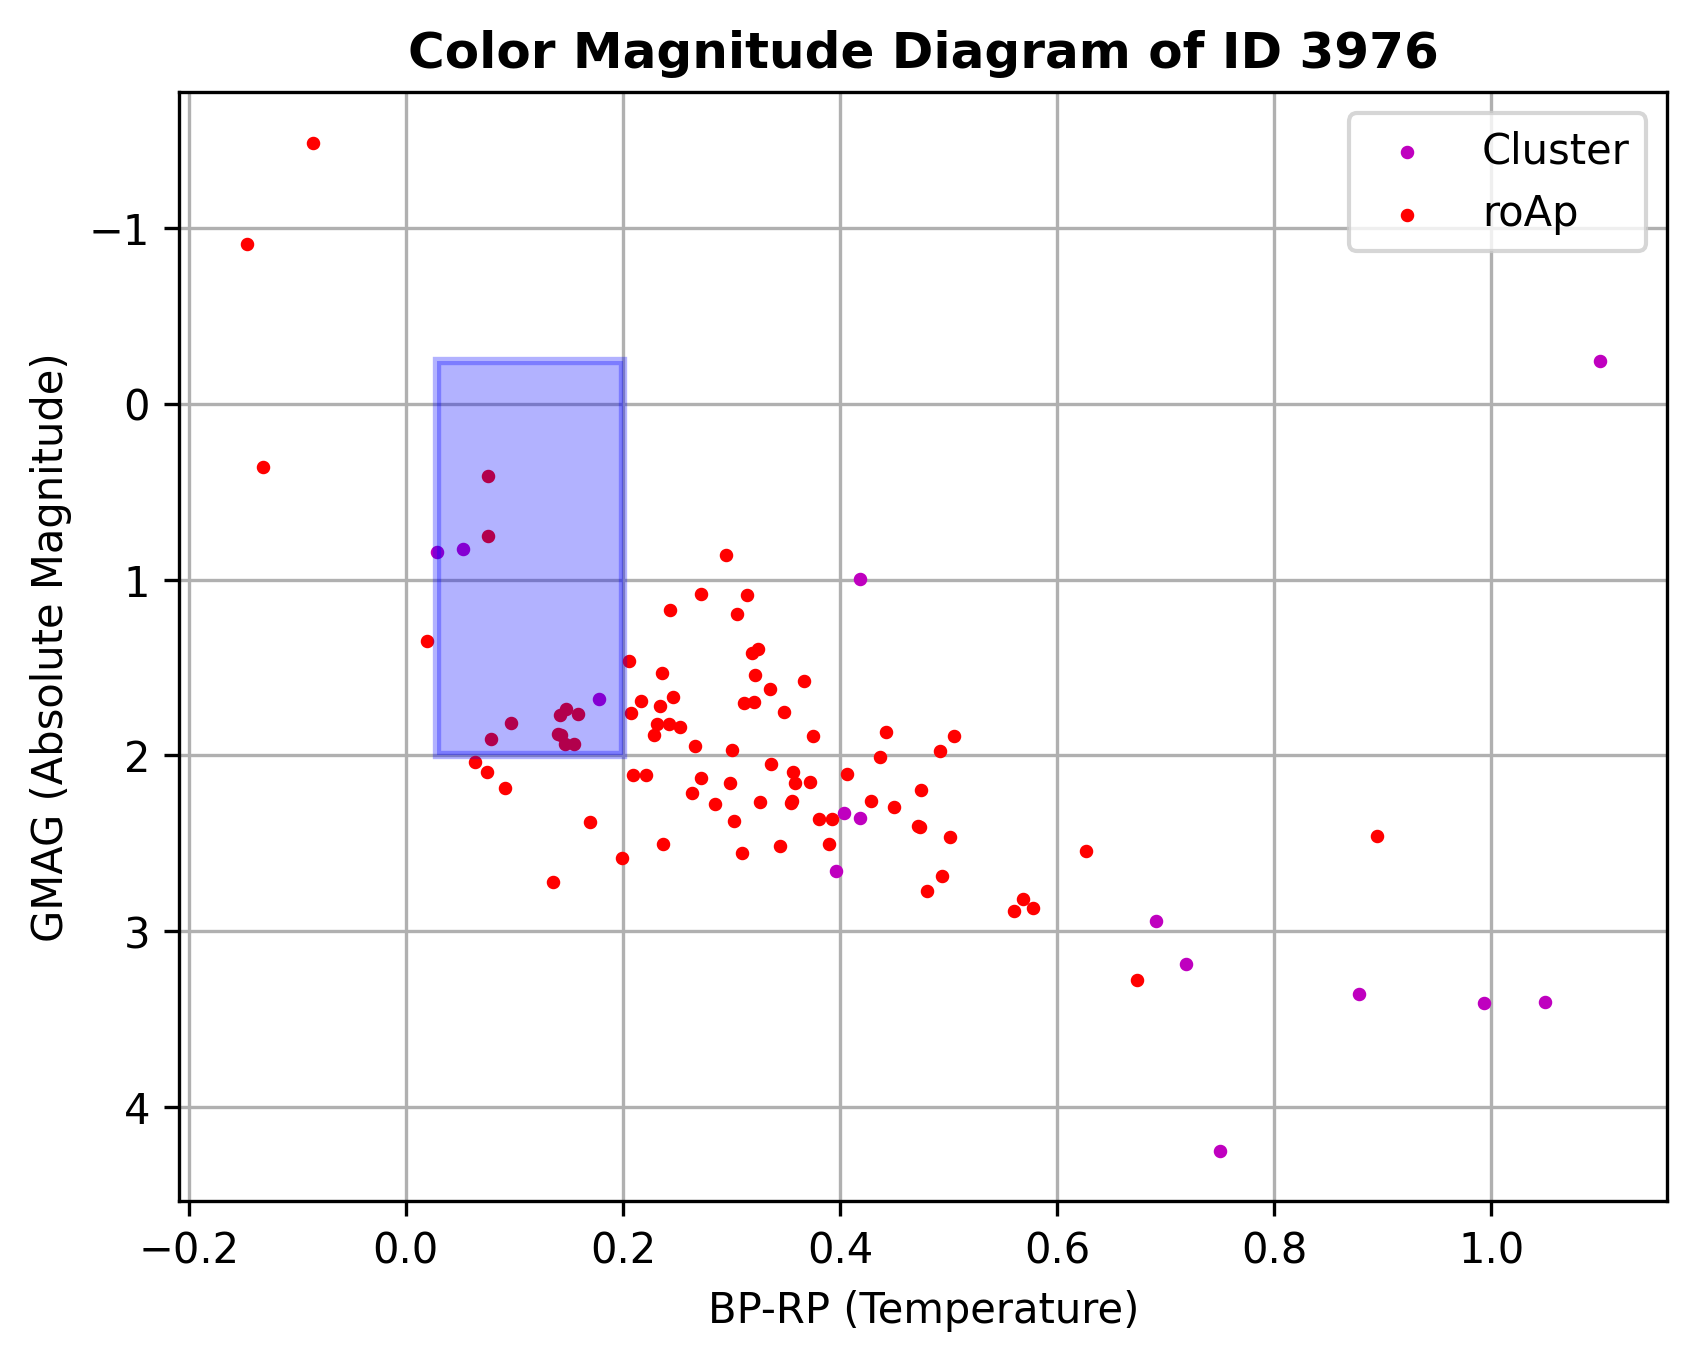 Color Magnitude Diagram of ID 3976
Cluster
roAp
GMAG (Absolute Magnitude)
−1
0
1
2
3
4
−0.2 0.0 0.2 0.4 0.6 0.8 1.0
BP-RP (Temperature)